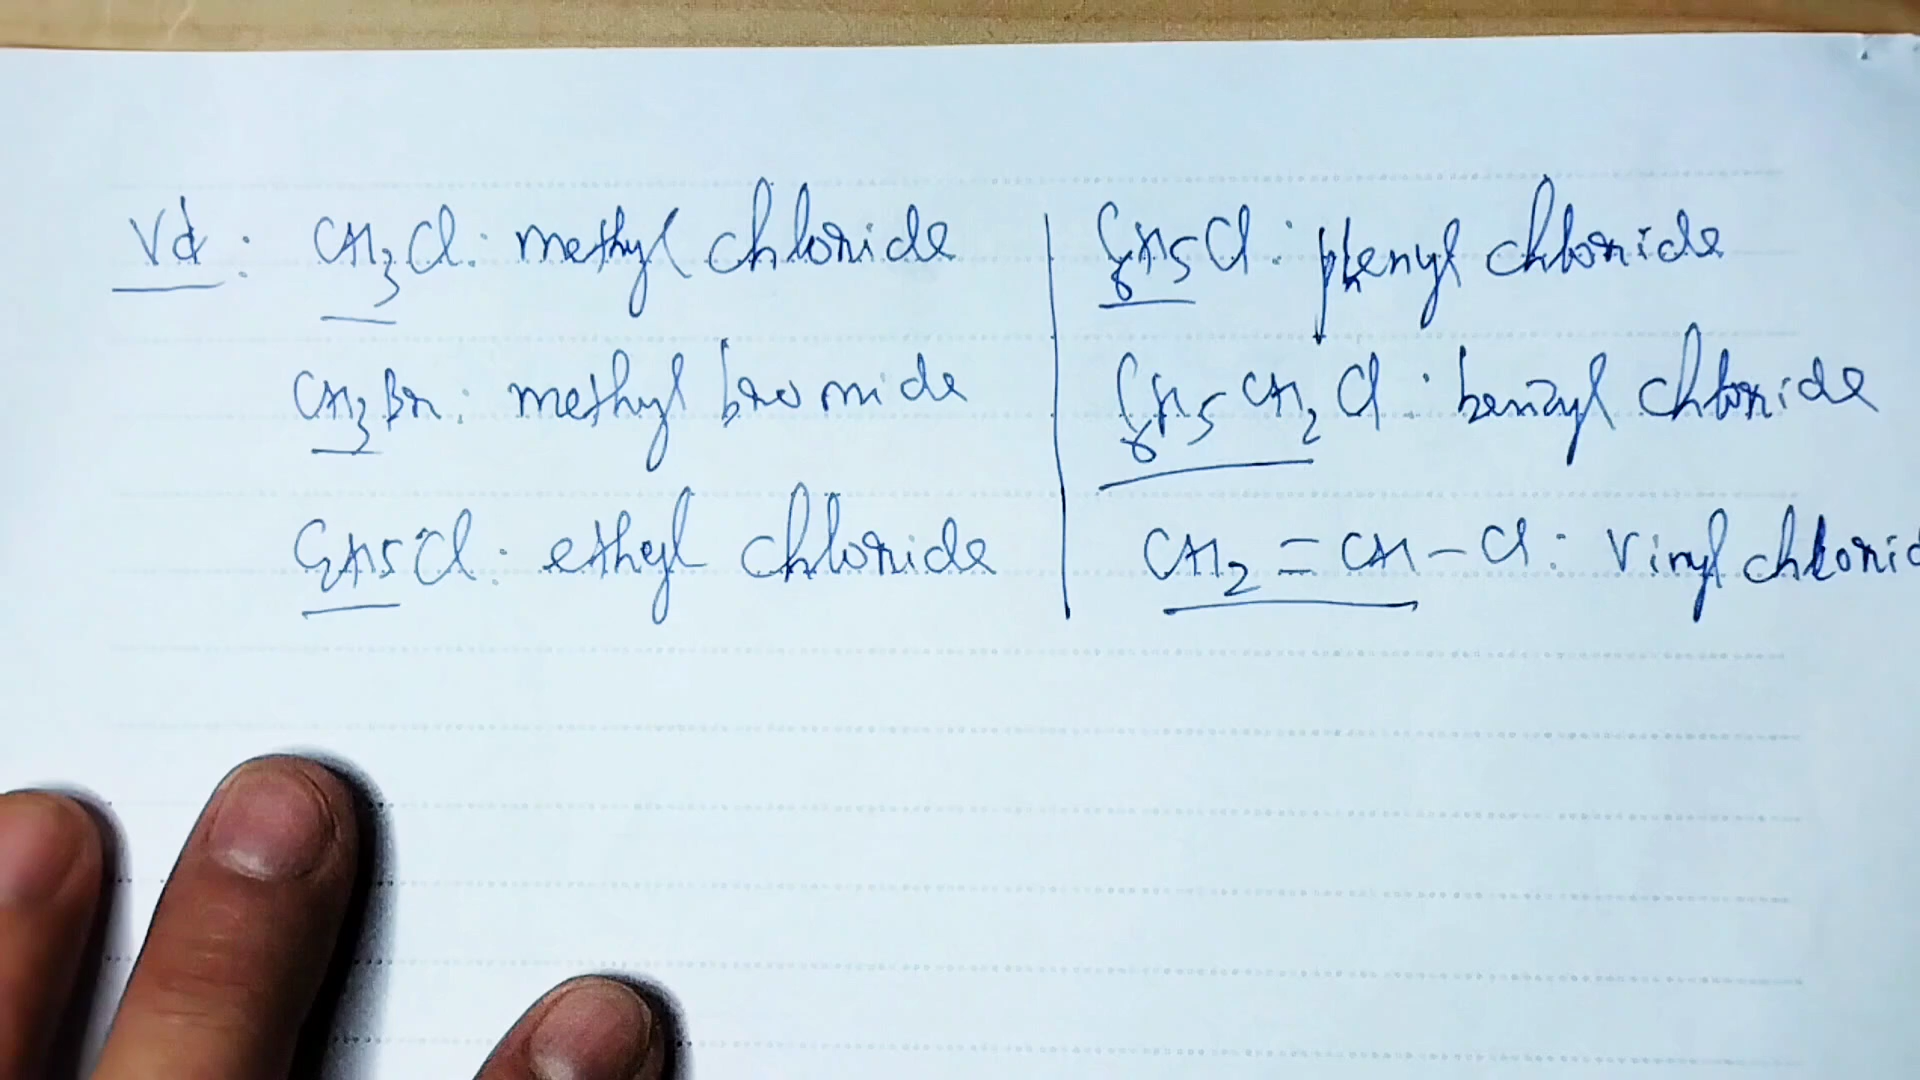 Vd: CH3Cl: methyl chloride
CH3Br: methyl bromide
C2H5Cl: ethyl chloride
C6H5Cl: phenyl chloride
C6H5CH2Cl: benzyl chloride
CH2=CH-Cl: Vinyl chlorid